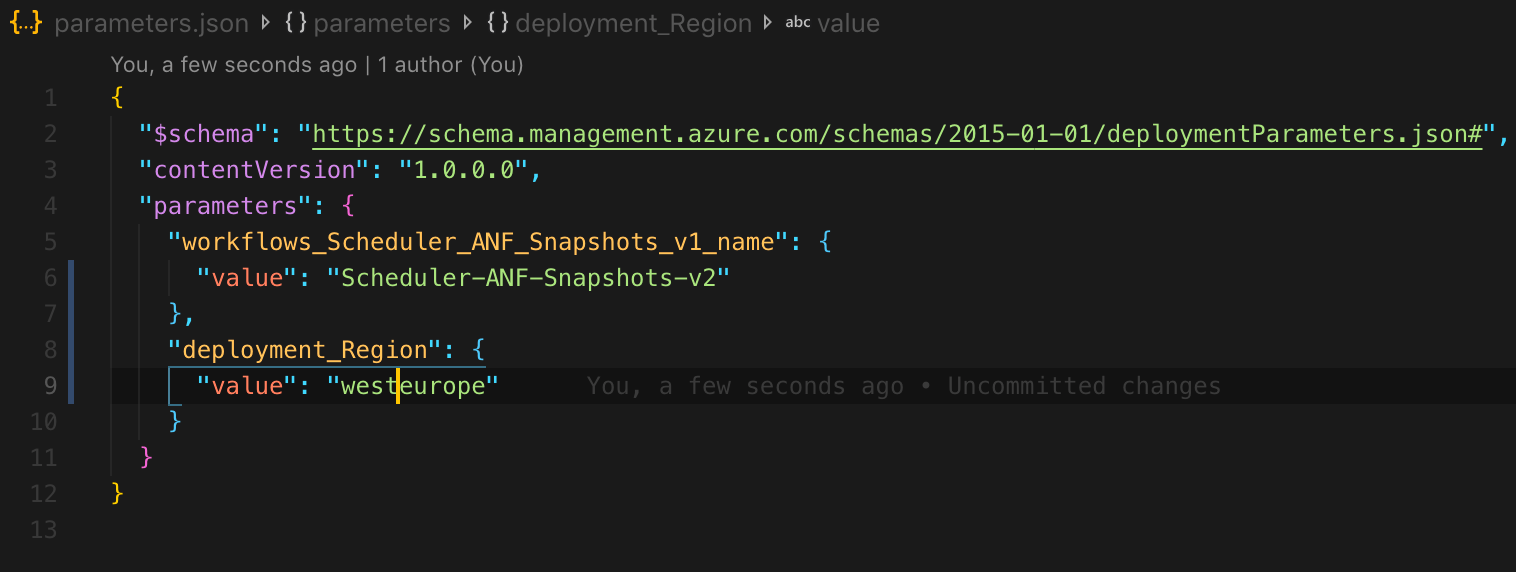 {..} parameters.json > {} parameters > {} deployment_Region > abc value
You, a few seconds ago | 1 author (You)
1 {
2 "$schema": "https://schema.management.azure.com/schemas/2015-01-01/deploymentParameters.json#",
3 "contentVersion": "1.0.0.0",
4 "parameters": {
5 "workflows_Scheduler_ANF_Snapshots_v1_name": {
6 "value": "Scheduler-ANF-Snapshots-v2"
7 },
8 "deployment_Region": {
9 "value": "westeurope" You, a few seconds ago • Uncommitted changes
10 }
11 }
12 }
13